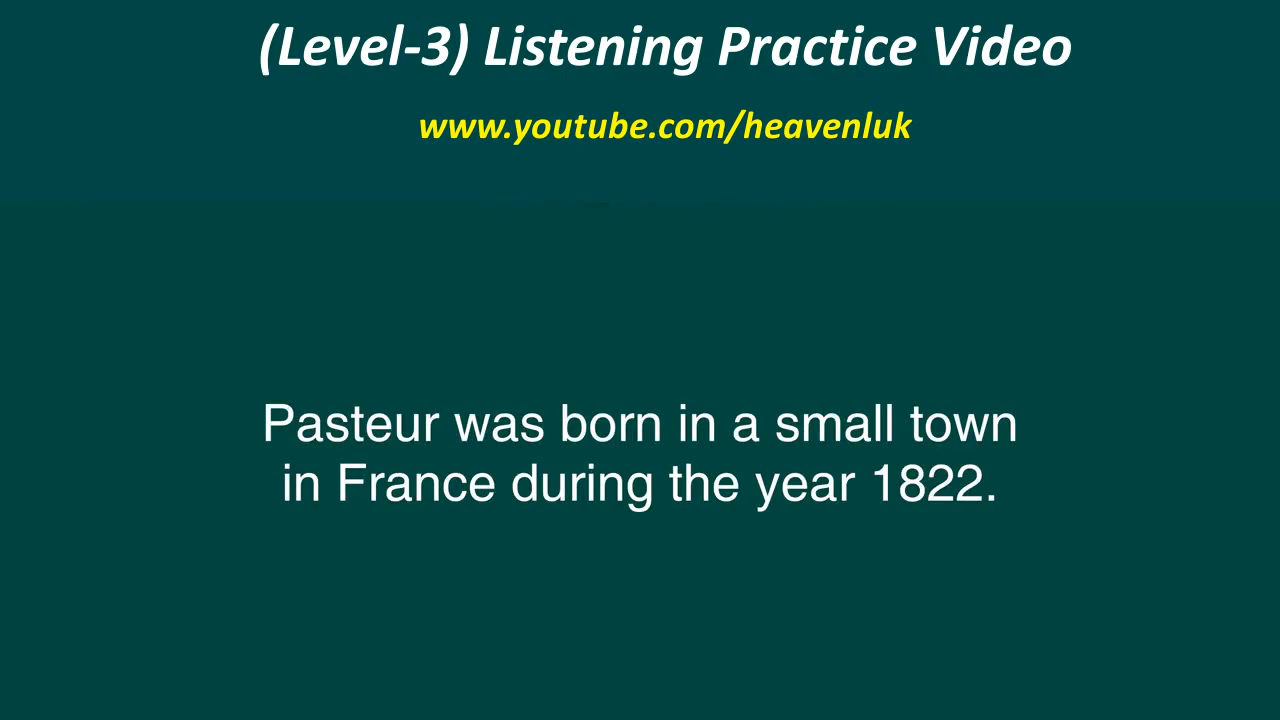 (Level-3) Listening Practice Video
www.youtube.com/heavenluk
Pasteur was born in a small town
in France during the year 1822.